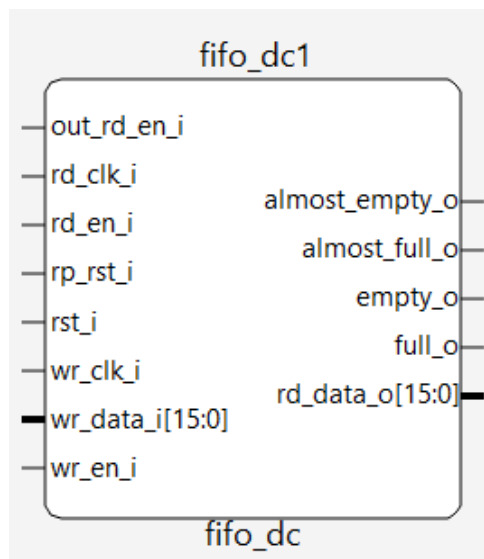 fifo_dc1
out_rd_en_i
rd_clk_i
rd_en_i
rp_rst_i
rst_i
wr_clk_i
wr_data_i[15:0]
wr_en_i
almost_empty_o
almost_full_o
empty_o
full_o
rd_data_o[15:0]
fifo_dc